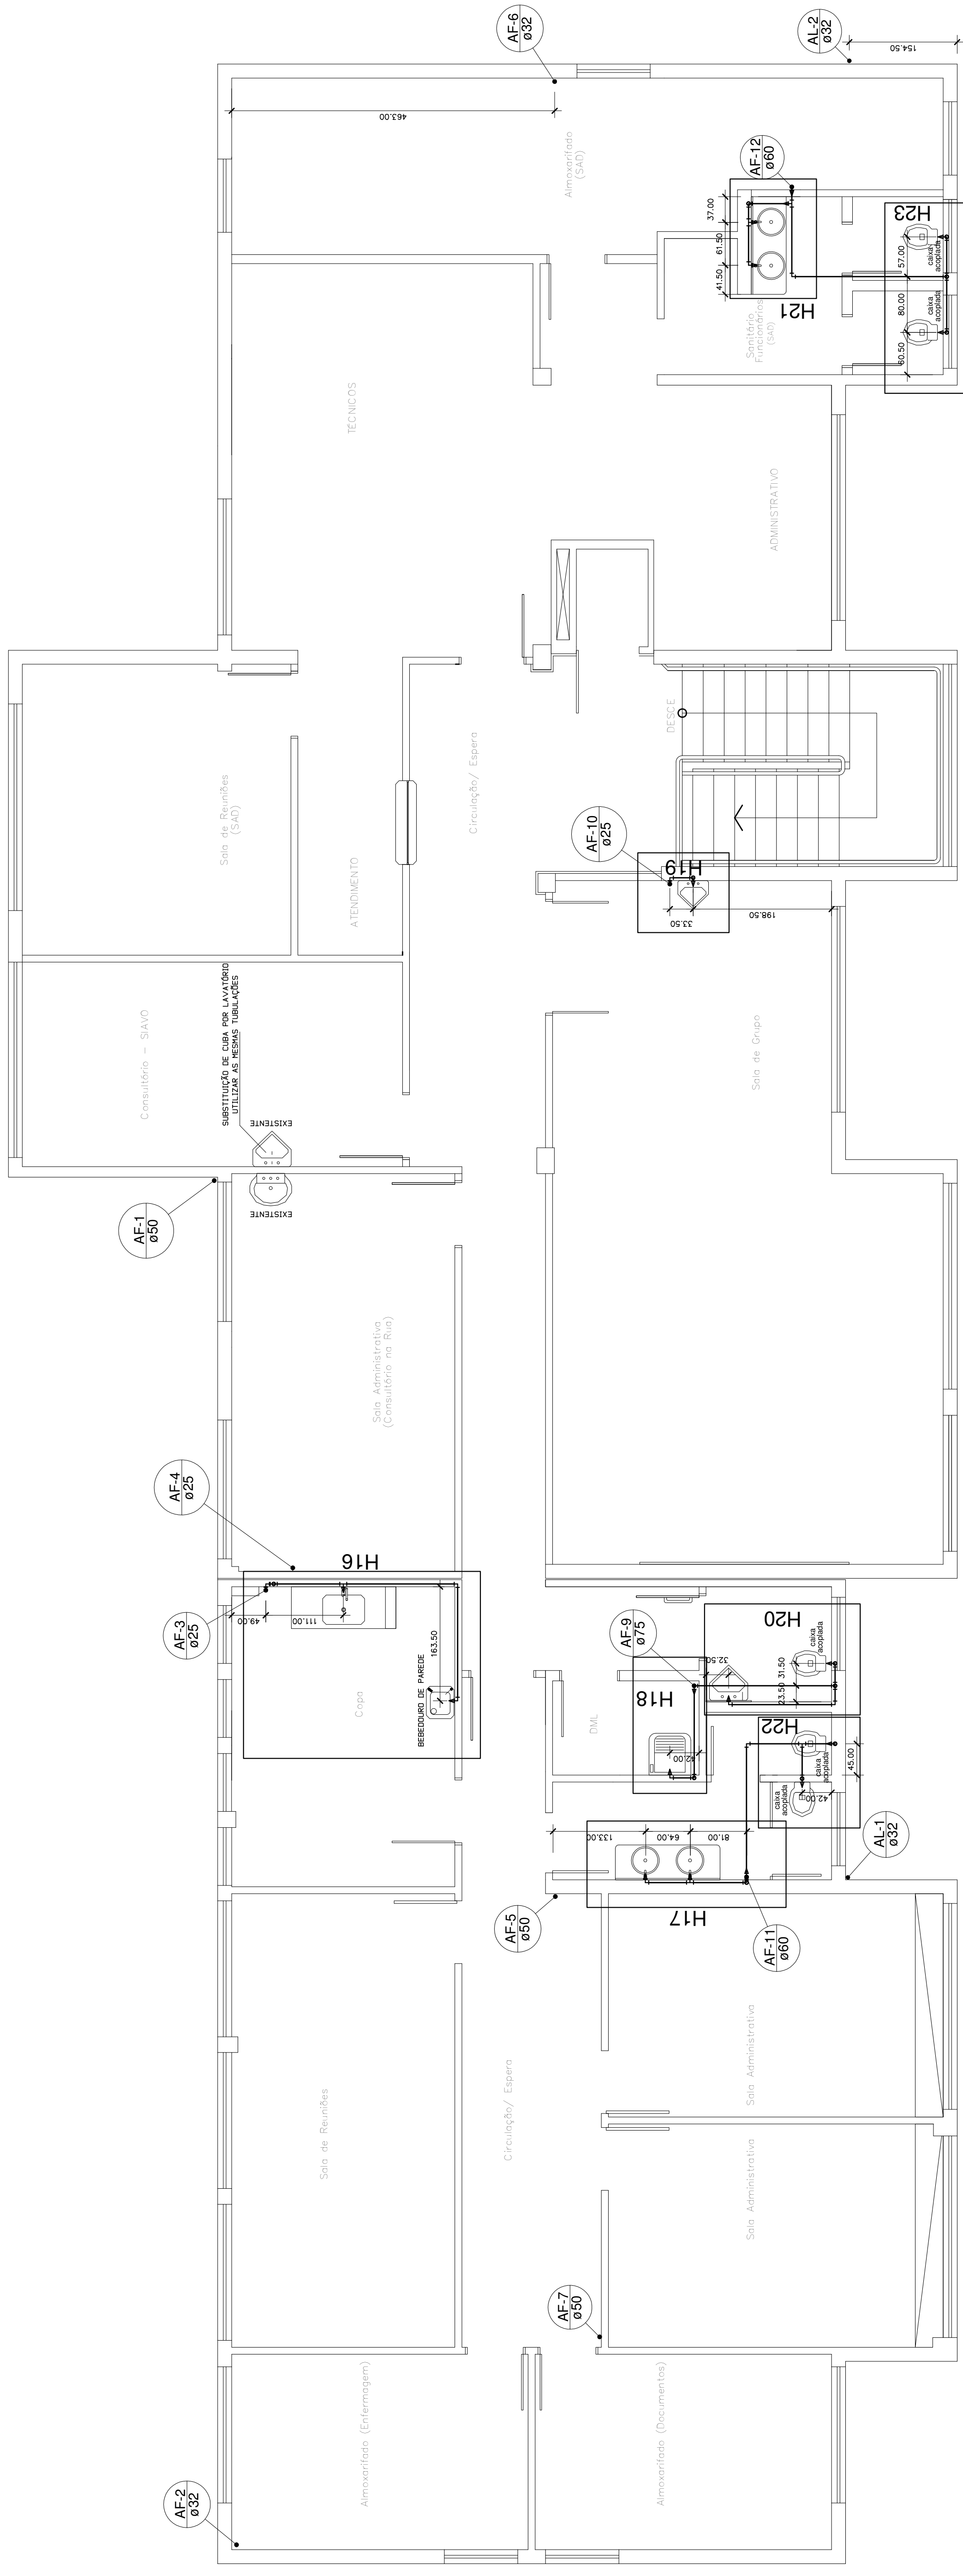 AF-6
ø32
AL-2
ø32
154.50
463.00
Almoxarifado
(SAD)
AF-12
ø60
37.00
61.50
41.50
H21
H23
57.00
80.00
60.50
caixa
acoplada
caixa
acoplada
Sanitário
Funcionários
(SAD)
TÉCNICOS
ADMINISTRATIVO
DESCE
Circulação/ Espera
Sala de Reuniões
(SAD)
ATENDIMENTO
AF-10
ø25
H19
33.50
198.50
Sala de Grupo
Consultório - SIAVO
SUBSTITUIÇÃO DE CUBA POR LAVATÓRIO
UTILIZAR AS MESMAS TUBULAÇÕES
EXISTENTE
EXISTENTE
AF-1
ø50
Sala Administrativa
(Consultório na Rua)
AF-4
ø25
H16
AF-3
ø25
49.00
111.00
163.50
BEBEDOURO DE PAREDE
Copa
AF-9
ø75
H18
42.00
DML
H20
32.50
31.50
23.50
caixa
acoplada
H22
caixa
acoplada
caixa
acoplada
45.00
42.00
133.00
64.00
81.00
H17
AL-1
ø32
AF-5
ø50
AF-11
ø60
Sala de Reuniões
Circulação/ Espera
Sala Administrativa
Sala Administrativa
AF-7
ø50
Almoxarifado (Enfermagem)
Almoxarifado (Documentos)
AF-2
ø32